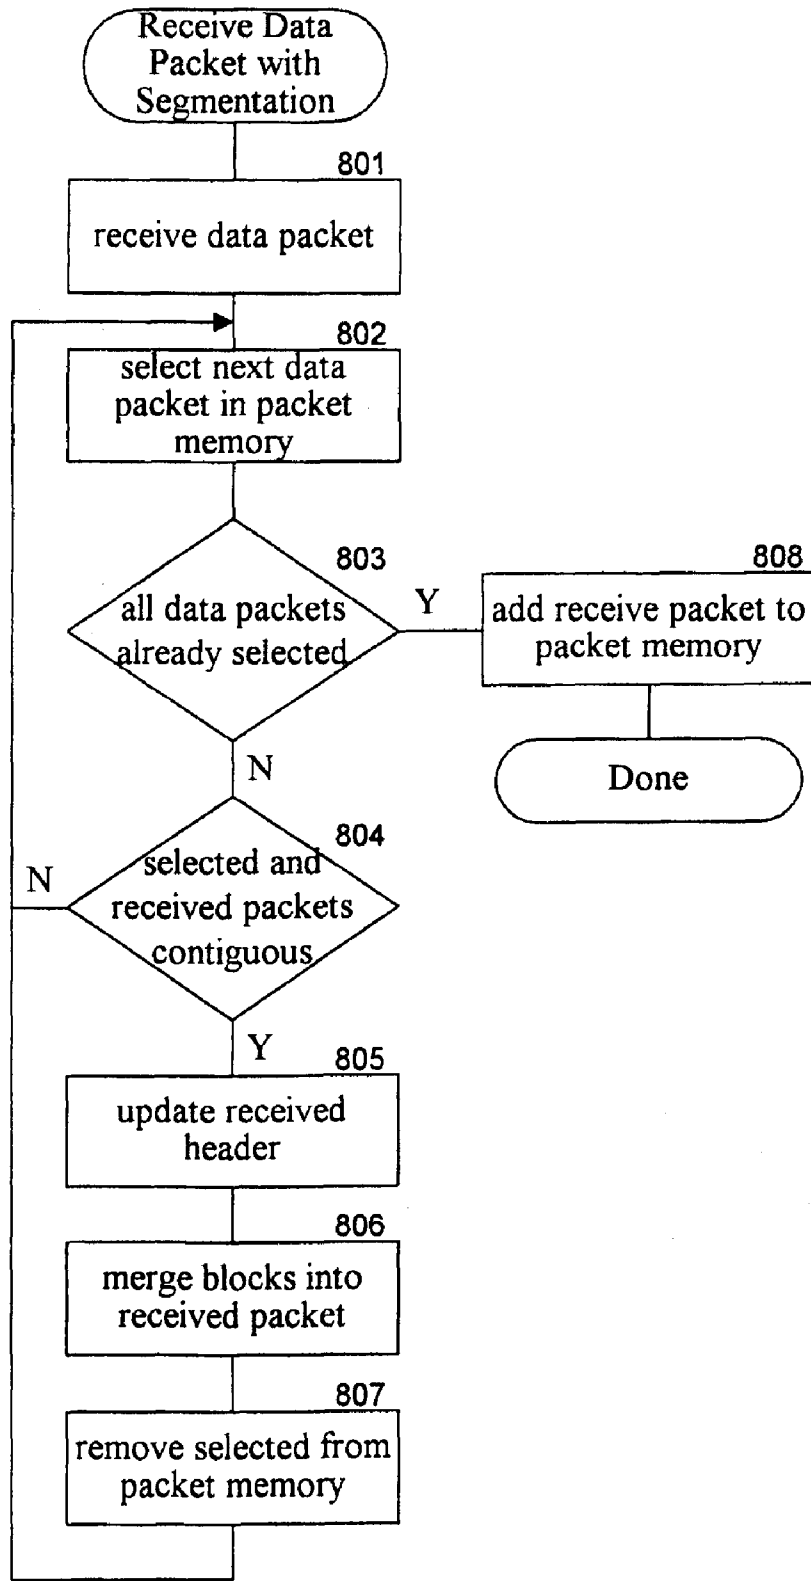 Receive Data
Packet with
Segmentation
801
receive data packet
802
select next data
packet in packet
memory
803
all data packets
already selected
Y
808
add receive packet to
packet memory
Done
N
804
selected and
received packets
contiguous
N
Y
805
update received
header
806
merge blocks into
received packet
807
remove selected from
packet memory